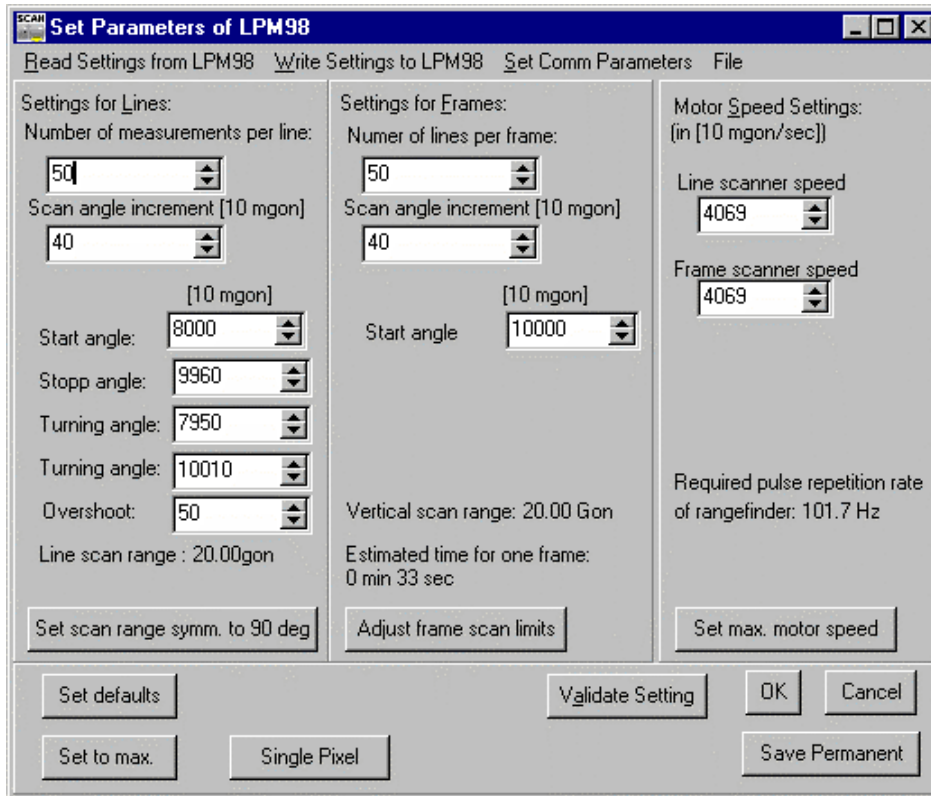 SCAN
Set Parameters of LPM98
Read Settings from LPM98 Write Settings to LPM98 Set Comm Parameters File
Settings for Lines:
Number of measurements per line:
50
Scan angle increment [10 mgon]
40
[10 mgon]
Start angle: 8000
Stopp angle: 9960
Turning angle: 7950
Turning angle: 10010
Overshoot: 50
Line scan range : 20.00gon
Set scan range symm. to 90 deg
Settings for Frames:
Numer of lines per frame:
50
Scan angle increment [10 mgon]
40
[10 mgon]
Start angle 10000
Vertical scan range: 20.00 Gon
Estimated time for one frame:
0 min 33 sec
Adjust frame scan limits
Motor Speed Settings:
(in [10 mgon/sec])
Line scanner speed
4069
Frame scanner speed
4069
Required pulse repetition rate
of rangefinder: 101.7 Hz
Set max. motor speed
Set defaults
Validate Setting
OK
Cancel
Set to max.
Single Pixel
Save Permanent